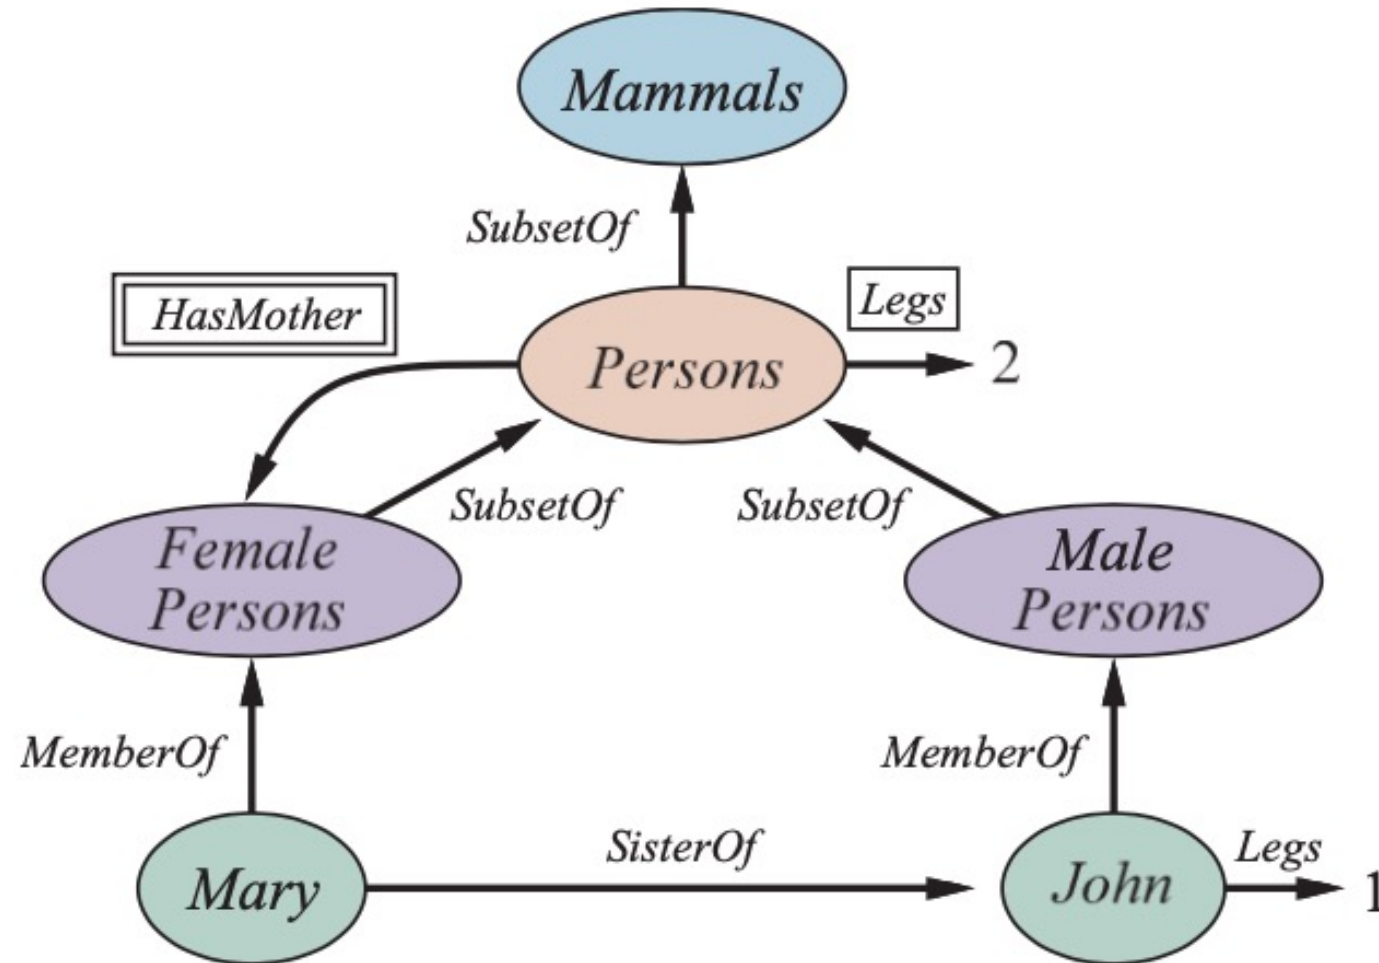 Mammals
SubsetOf
HasMother
Legs
Persons
2
SubsetOf
SubsetOf
Female
Persons
Male
Persons
MemberOf
MemberOf
SisterOf
Legs
Mary
John
1